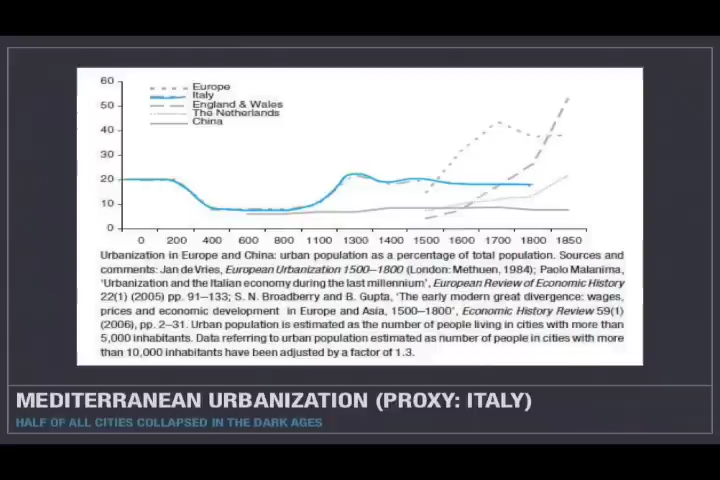 60
50
40
30
20
10
0
Europe
Italy
England & Wales
The Netherlands
China
0 200 400 600 800 1100 1300 1400 1500 1600 1700 1800 1850
Urbanization in Europe and China: urban population as a percentage of total population. Sources and
comments: Jan de Vries, European Urbanization 1500–1800 (London: Methuen, 1984); Paolo Malanima,
'Urbanization and the Italian economy during the last millennium', European Review of Economic History
22(1) (2005) pp. 91–133; S. N. Broadberry and B. Gupta, 'The early modern great divergence: wages,
prices and economic development in Europe and Asia, 1500–1800', Economic History Review 59(1)
(2006), pp. 2–31. Urban population is estimated as the number of people living in cities with more than
5,000 inhabitants. Data referring to urban population estimated as number of people in cities with more
than 10,000 inhabitants have been adjusted by a factor of 1.3.
MEDITERRANEAN URBANIZATION (PROXY: ITALY)
HALF OF ALL CITIES COLLAPSED IN THE DARK AGES